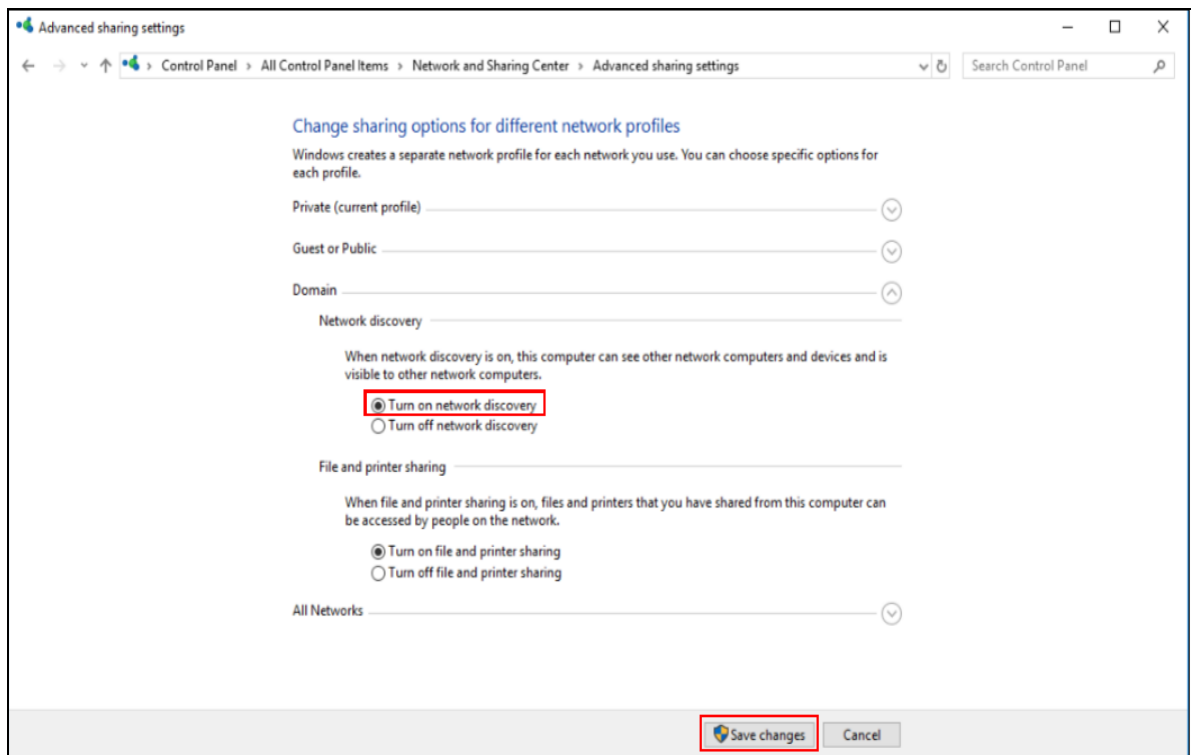 Advanced sharing settings
Control Panel > All Control Panel Items > Network and Sharing Center > Advanced sharing settings
Search Control Panel
Change sharing options for different network profiles
Windows creates a separate network profile for each network you use. You can choose specific options for
each profile.
Private (current profile)
Guest or Public
Domain
Network discovery
When network discovery is on, this computer can see other network computers and devices and is
visible to other network computers.
Turn on network discovery
Turn off network discovery
File and printer sharing
When file and printer sharing is on, files and printers that you have shared from this computer can
be accessed by people on the network.
Turn on file and printer sharing
Turn off file and printer sharing
All Networks
Save changes
Cancel